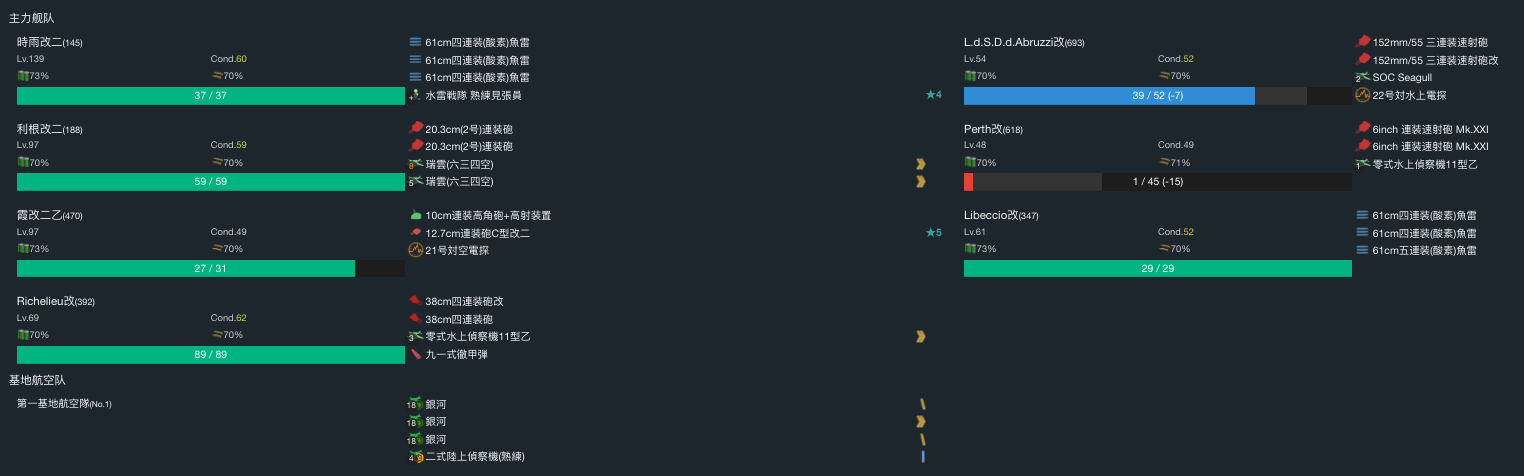 主力舰队
時雨改二(145)
Lv.139 Cond.60
73% 70%
37 / 37
61cm四連装(酸素)魚雷
61cm四連装(酸素)魚雷
61cm四連装(酸素)魚雷
+ 水雷戦隊 熟練見張員 ★4
L.d.S.D.d.Abruzzi改(693)
Lv.54 Cond.52
70% 70%
39 / 52 (-7)
152mm/55 三連装速射砲
152mm/55 三連装速射砲改
2 SOC Seagull
22号対水上電探
利根改二(188)
Lv.97 Cond.59
70% 70%
59 / 59
20.3cm(2号)連装砲
20.3cm(2号)連装砲
8 瑞雲(六三四空)
5 瑞雲(六三四空)
Perth改(618)
Lv.48 Cond.49
70% 71%
1 / 45 (-15)
6inch 連装速射砲 Mk.XXI
6inch 連装速射砲 Mk.XXI
1 零式水上偵察機11型乙
霞改二乙(470)
Lv.97 Cond.49
73% 70%
27 / 31
10cm連装高角砲+高射装置
12.7cm連装砲C型改二 ★5
21号対空電探
Libeccio改(347)
Lv.61 Cond.52
73% 70%
29 / 29
61cm四連装(酸素)魚雷
61cm四連装(酸素)魚雷
61cm五連装(酸素)魚雷
Richelieu改(392)
Lv.69 Cond.62
70% 70%
89 / 89
38cm四連装砲改
38cm四連装砲
3 零式水上偵察機11型乙
九一式徹甲弾
基地航空队
第一基地航空隊(No.1)
18 銀河
18 銀河
18 銀河
4 二式陸上偵察機(熟練)